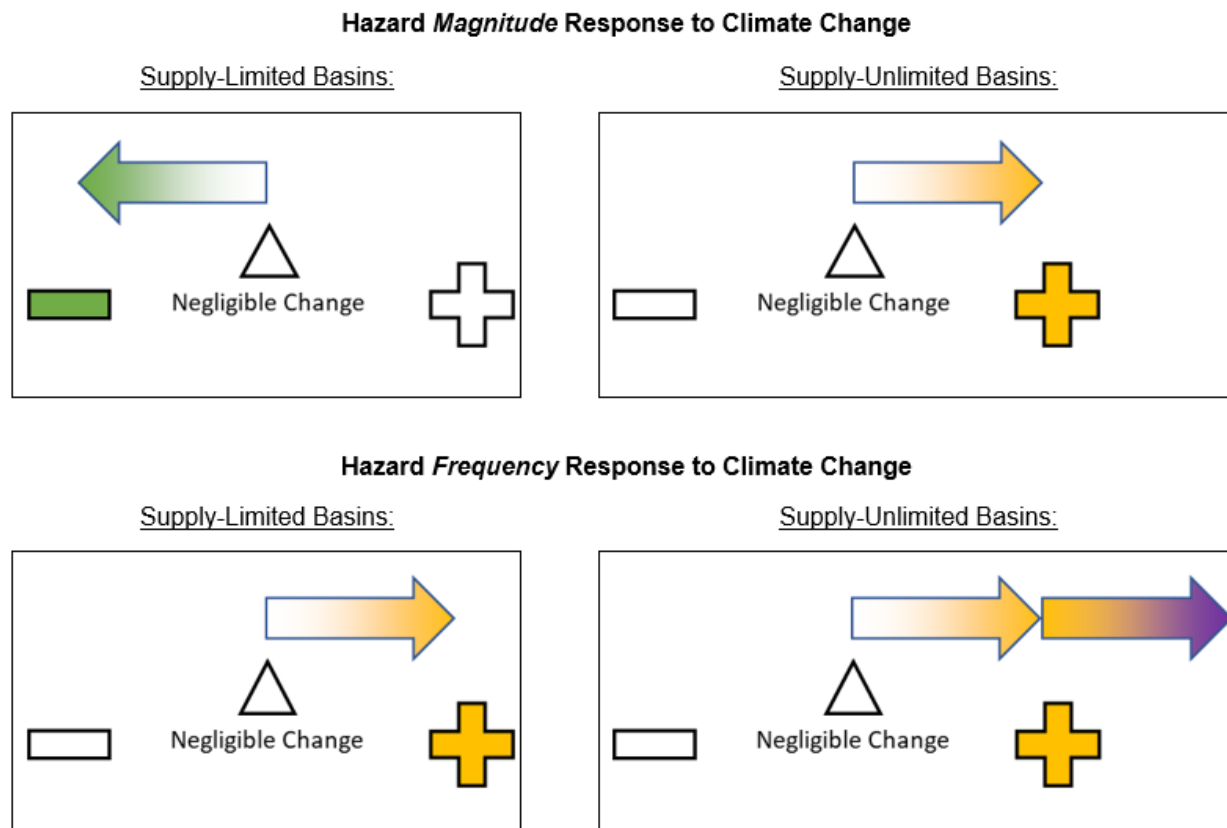 Hazard Magnitude Response to Climate Change
Supply-Limited Basins:
Supply-Unlimited Basins:
Negligible Change
Negligible Change
Hazard Frequency Response to Climate Change
Supply-Limited Basins:
Supply-Unlimited Basins:
Negligible Change
Negligible Change